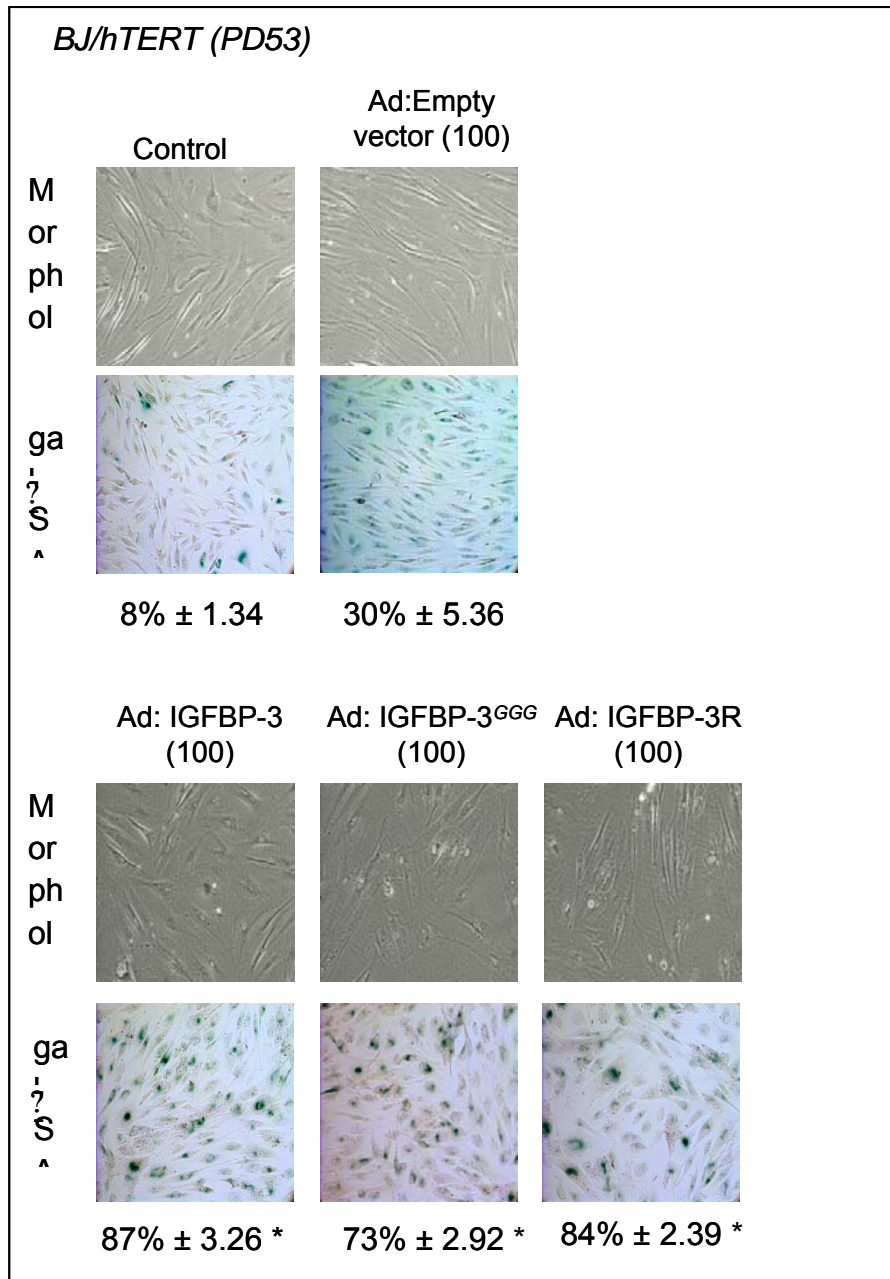 BJ/hTERT (PD53)
Control
Ad:Empty
vector (100)
M
or
ph
ol
ga
-
?
S
8% ± 1.34
30% ± 5.36
Ad: IGFBP-3
(100)
Ad: IGFBP-3GGG
(100)
Ad: IGFBP-3R
(100)
M
or
ph
ol
ga
-
?
S
87% ± 3.26 *
73% ± 2.92 *
84% ± 2.39 *